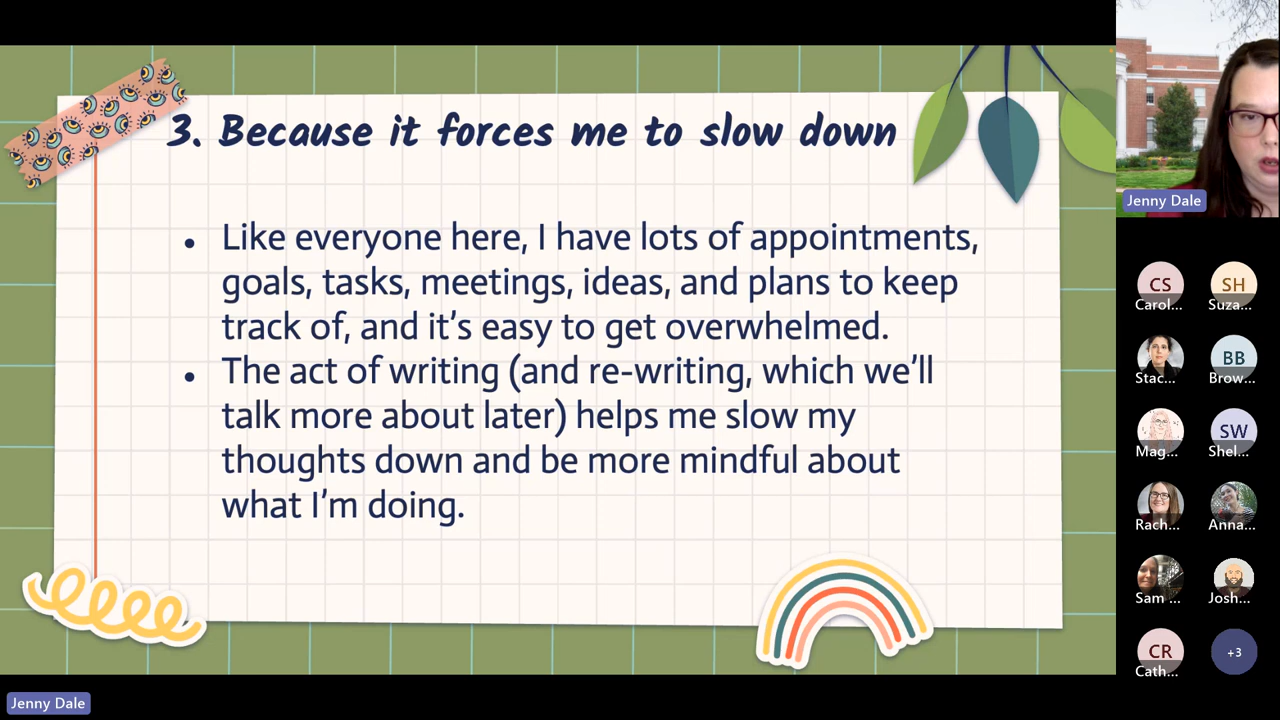 3. Because it forces me to slow down
• Like everyone here, I have lots of appointments,
goals, tasks, meetings, ideas, and plans to keep
track of, and it’s easy to get overwhelmed.
• The act of writing (and re-writing, which we’ll
talk more about later) helps me slow my
thoughts down and be more mindful about
what I’m doing.
Jenny Dale
CS
Carol...
SH
Suza...
Stac...
BB
Brow...
Mag...
SW
Shel...
Rach...
Anna...
Sam ...
Josh...
CR
Cath...
+3
Jenny Dale